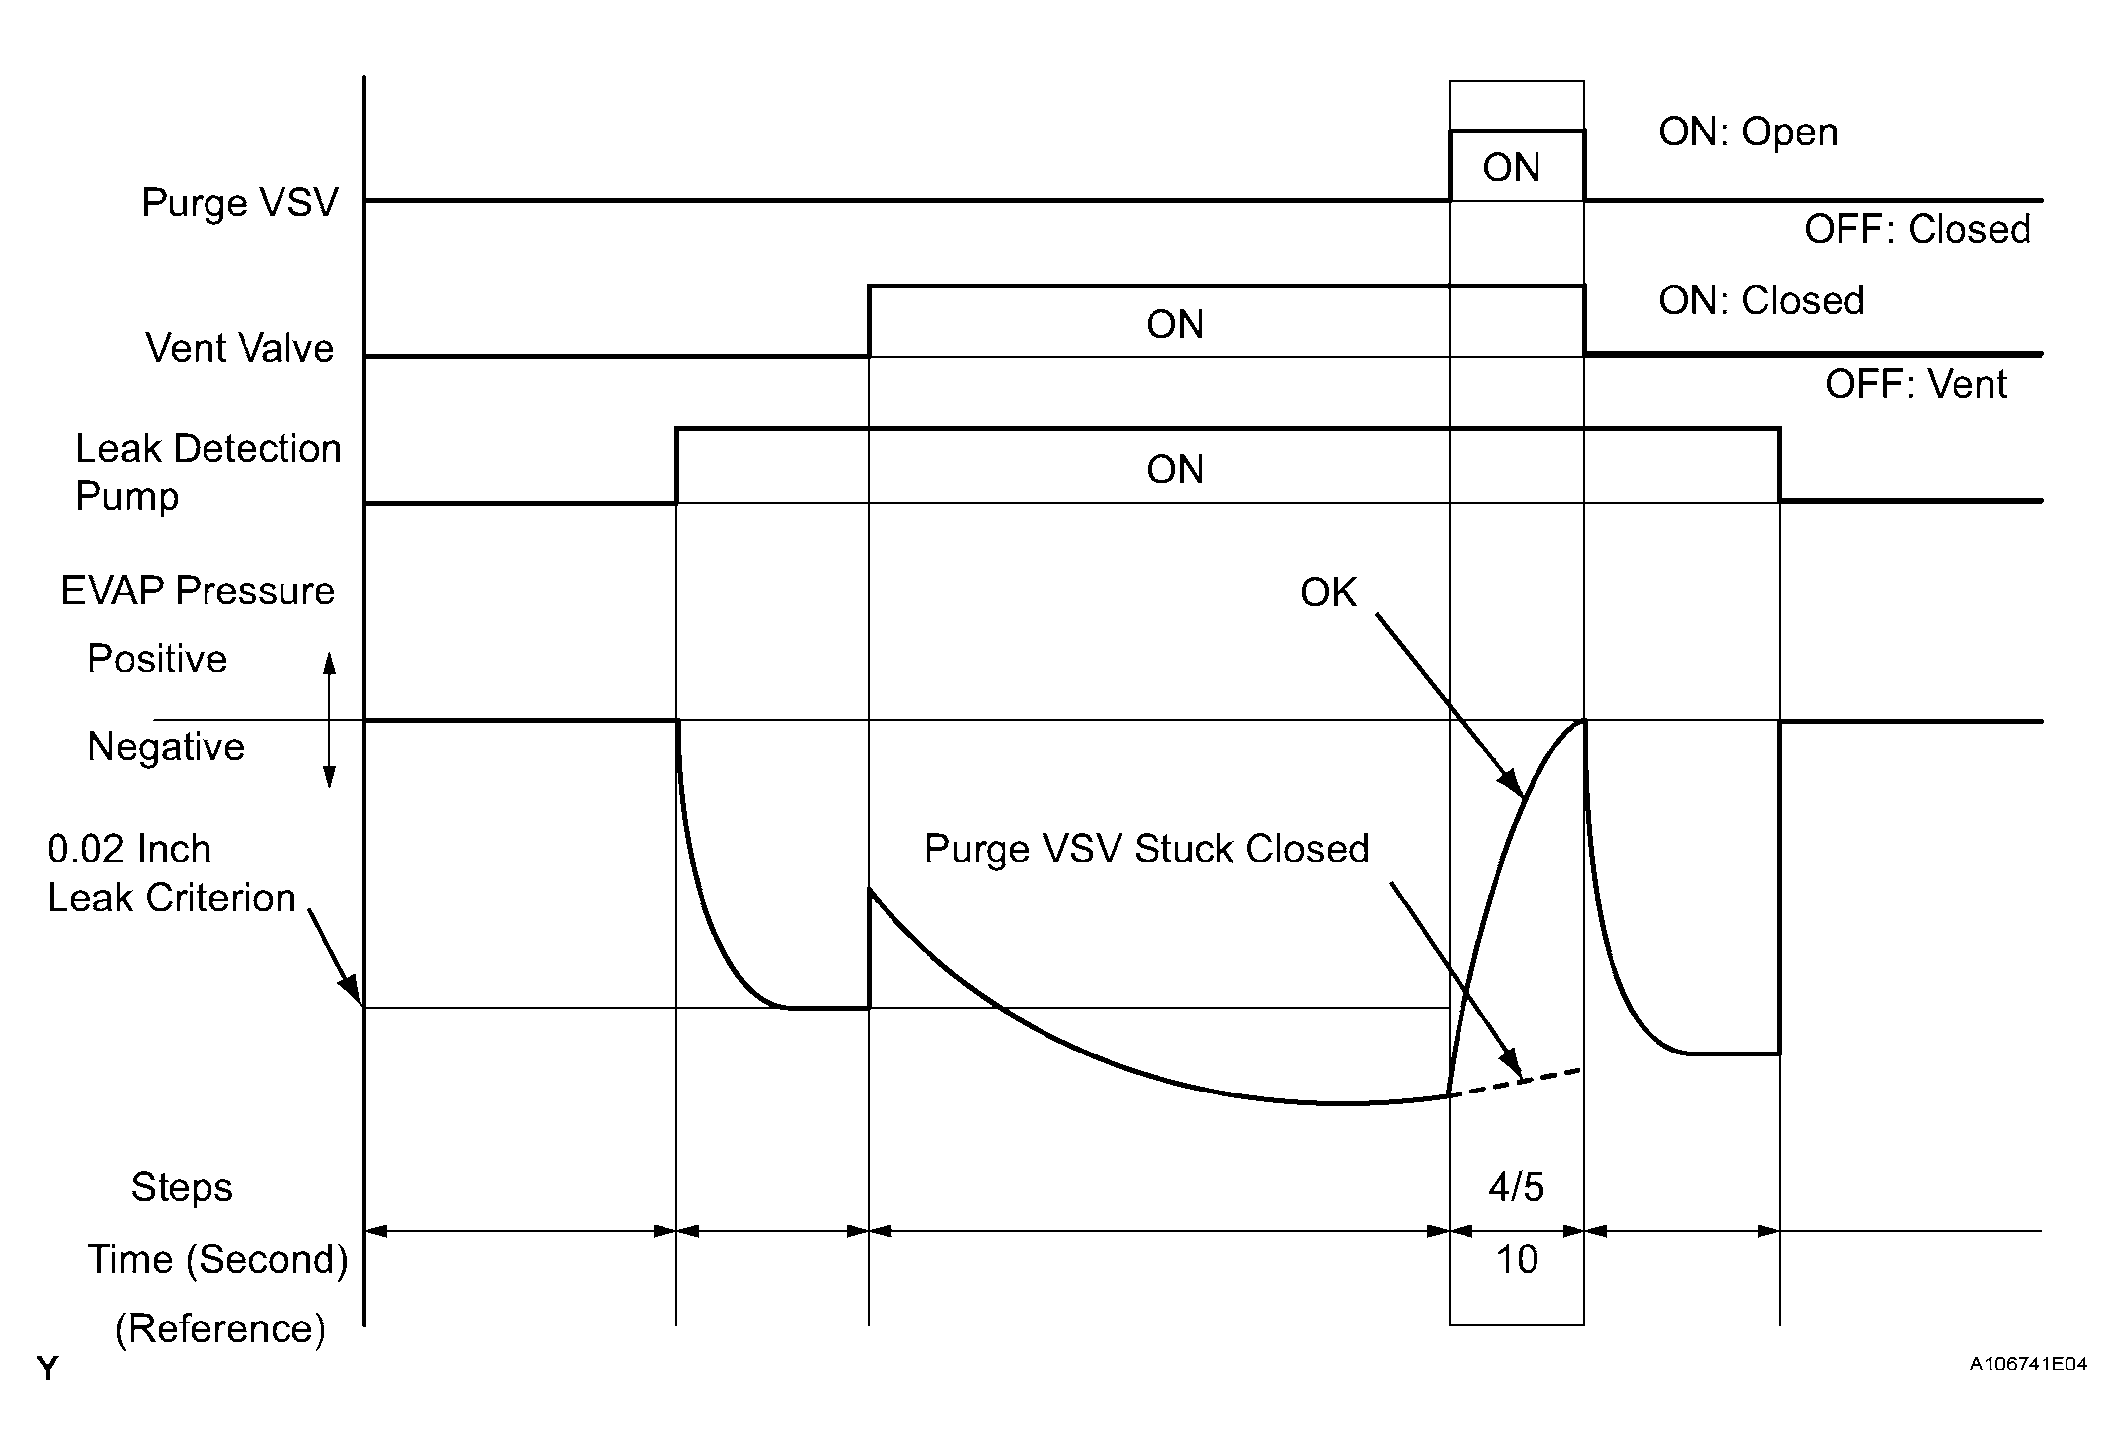 ON: Open
ON
Purge VSV
OFF: Closed
ON: Closed
ON
Vent Valve
OFF: Vent
Leak Detection
Pump
ON
EVAP Pressure
OK
Positive
Negative
0.02 Inch
Leak Criterion
Purge VSV Stuck Closed
Steps
4/5
Time (Second)
10
(Reference)
Y
A106741E04